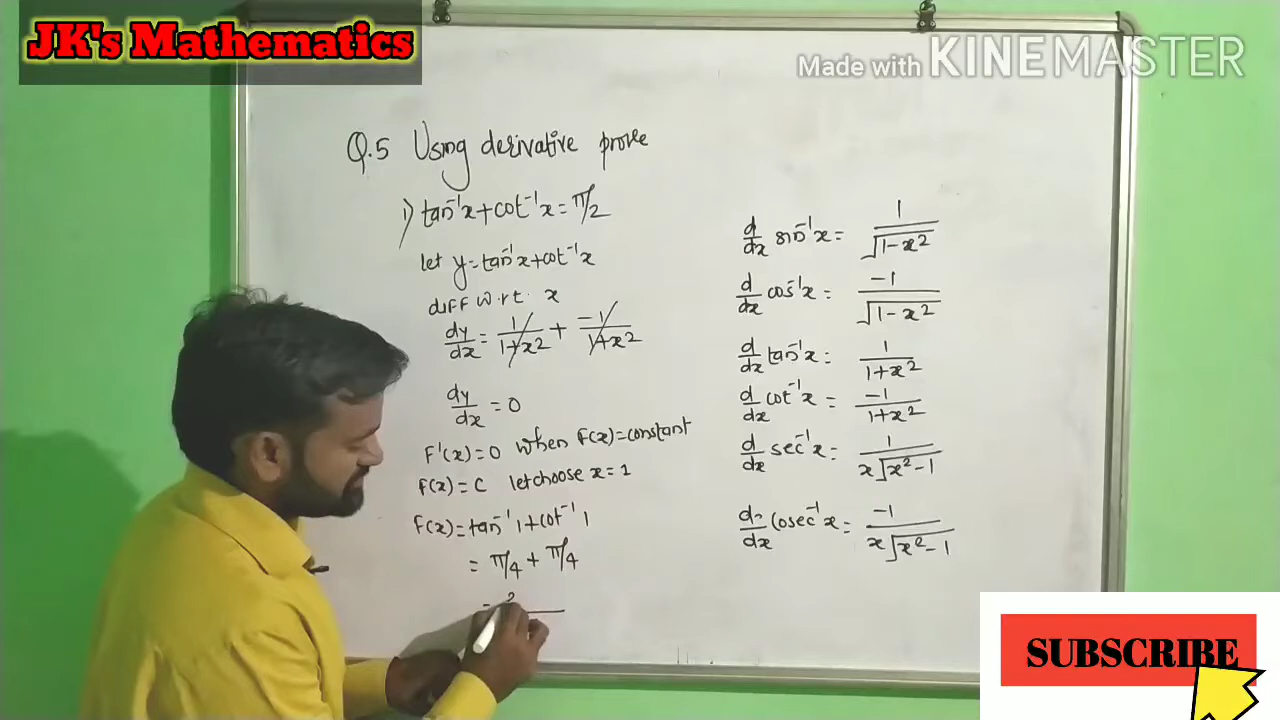 JK's Mathematics
Made with KINEMASTER
Q.5 Using derivative prove
i) tan⁻¹x+cot⁻¹x=π/2
let y=tan⁻¹x+cot⁻¹x
diff w.r.t. x
dy/dx = 1/1+x² + -1/1+x²
dy/dx = 0
F'(x)=0 when F(x)=constant
f(x)=C let choose x=1
F(x)=tan⁻¹1+cot⁻¹1
= π/4+π/4
= 2
d/dx sin⁻¹x= 1/√1-x²
d/dx cos⁻¹x= -1/√1-x²
d/dx tan⁻¹x= 1/1+x²
d/dx cot⁻¹x= -1/1+x²
d/dx sec⁻¹x= 1/x√x²-1
d/dx Cosec⁻¹x= -1/x√x²-1
SUBSCRIBE